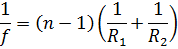 1/f = (n − 1) (1/R₁ + 1/R₂)